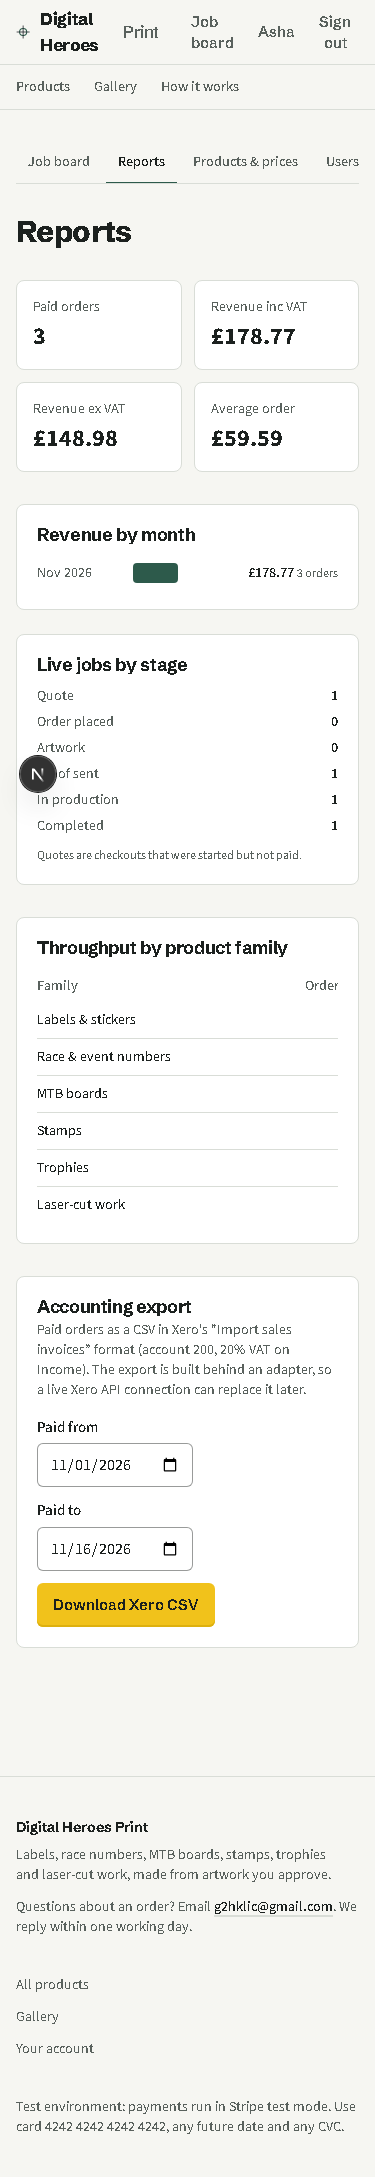 Digital Heroes Print Job board Asha Sign out
Products Gallery How it works
Job board Reports Products & prices Users
Reports
Paid orders
3
Revenue inc VAT
£178.77
Revenue ex VAT
£148.98
Average order
£59.59
Revenue by month
Nov 2026 £178.77 3 orders
Live jobs by stage
Quote 1
Order placed 0
Artwork 0
of sent 1
In production 1
Completed 1
Quotes are checkouts that were started but not paid.
Throughput by product family
Family Order
Labels & stickers
Race & event numbers
MTB boards
Stamps
Trophies
Laser-cut work
Accounting export
Paid orders as a CSV in Xero's "Import sales
invoices" format (account 200, 20% VAT on
Income). The export is built behind an adapter, so
a live Xero API connection can replace it later.
Paid from
11/01/2026
Paid to
11/16/2026
Download Xero CSV
Digital Heroes Print
Labels, race numbers, MTB boards, stamps, trophies
and laser-cut work, made from artwork you approve.
Questions about an order? Email g2hklic@gmail.com. We
reply within one working day.
All products
Gallery
Your account
Test environment: payments run in Stripe test mode. Use
card 4242 4242 4242 4242, any future date and any CVC.